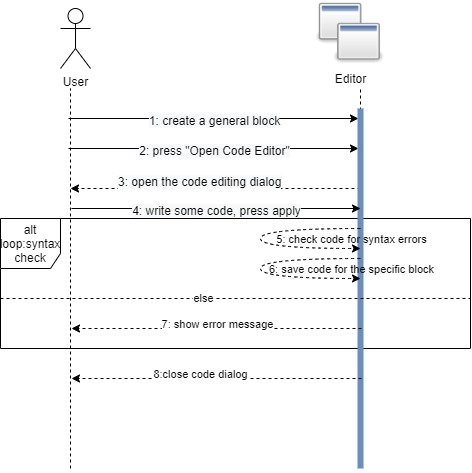 User
Editor
1: create a general block
2: press "Open Code Editor"
3: open the code editing dialog
4: write some code, press apply
alt
loop:syntax
check
5: check code for syntax errors
6: save code for the specific block
else
7: show error message
8:close code dialog